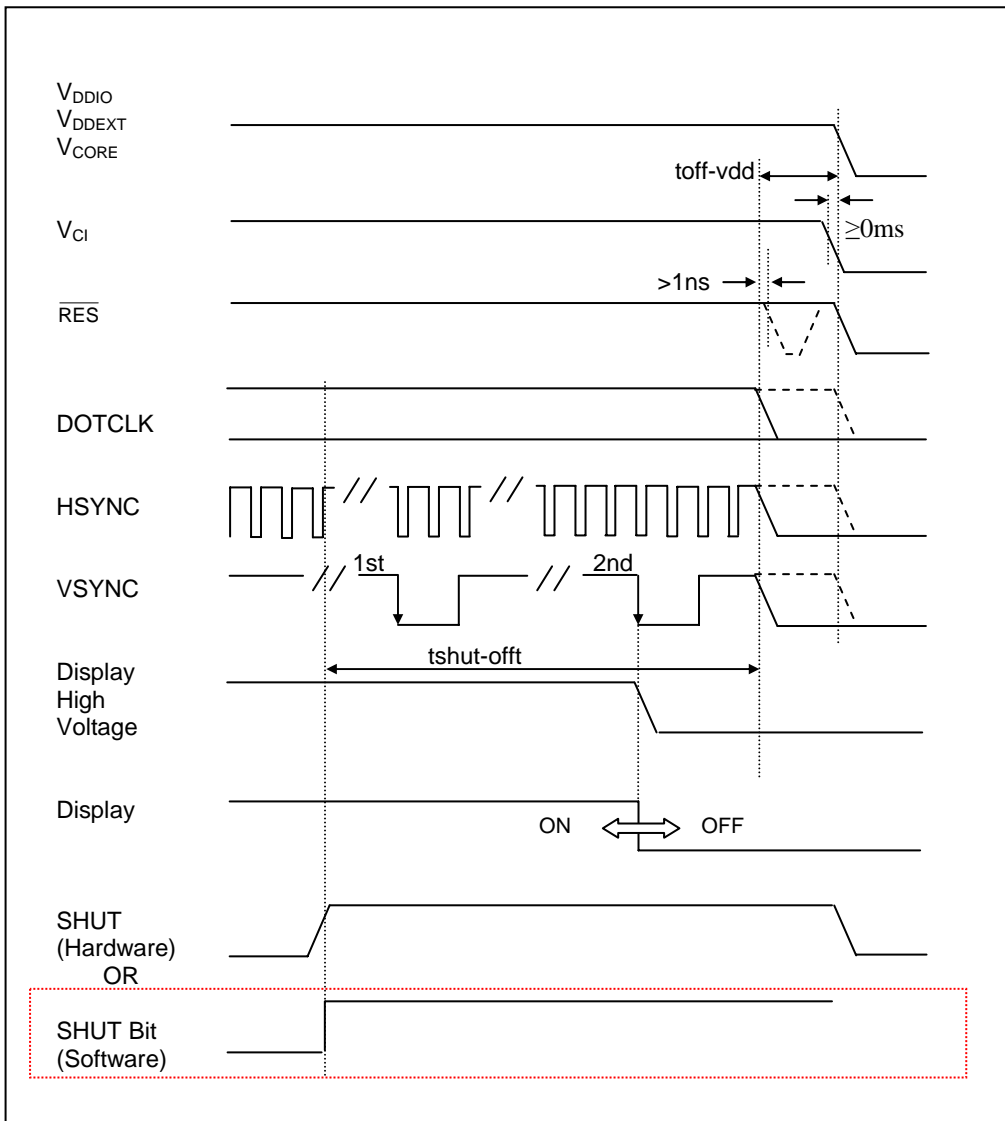 VDDIO
VDDEXT
VCORE
toff-vdd
VCI
≥0ms
>1ns
RES
DOTCLK
HSYNC
1st
2nd
VSYNC
tshut-offt
Display
High
Voltage
Display
ON
OFF
SHUT
(Hardware)
OR
SHUT Bit
(Software)